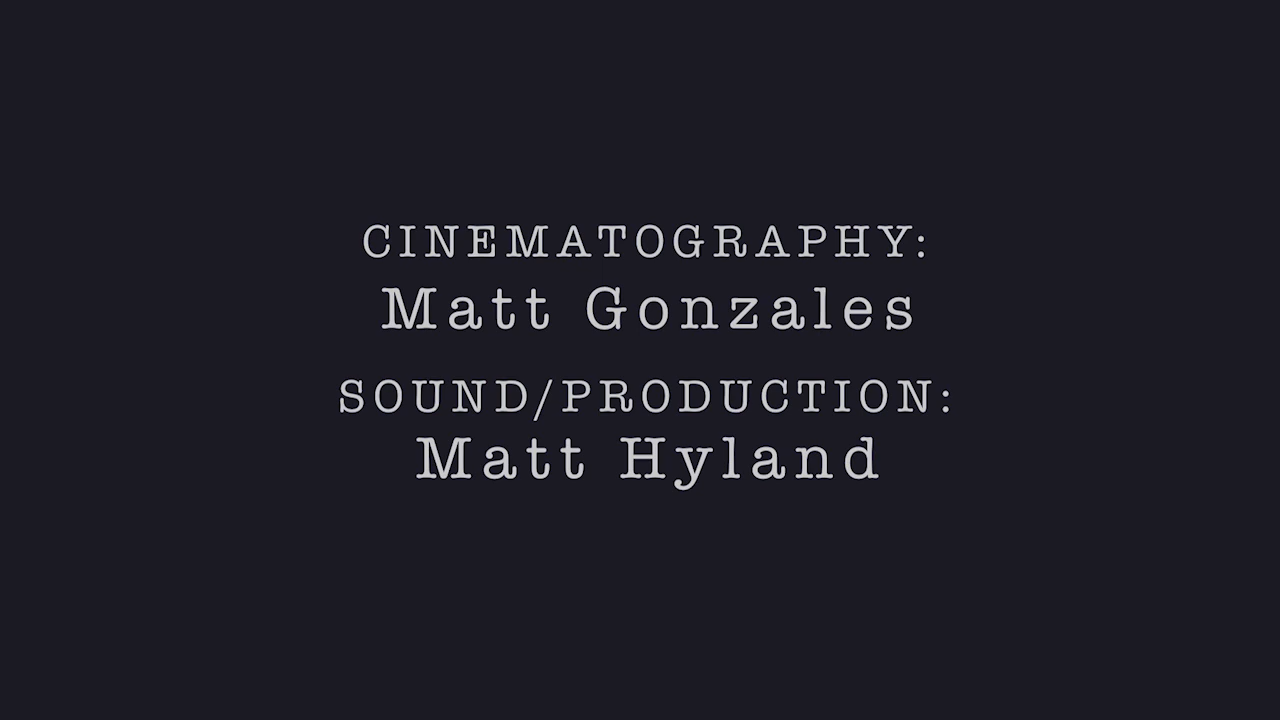 CINEMATOGRAPHY:
Matt Gonzales
SOUND/PRODUCTION:
Matt Hyland